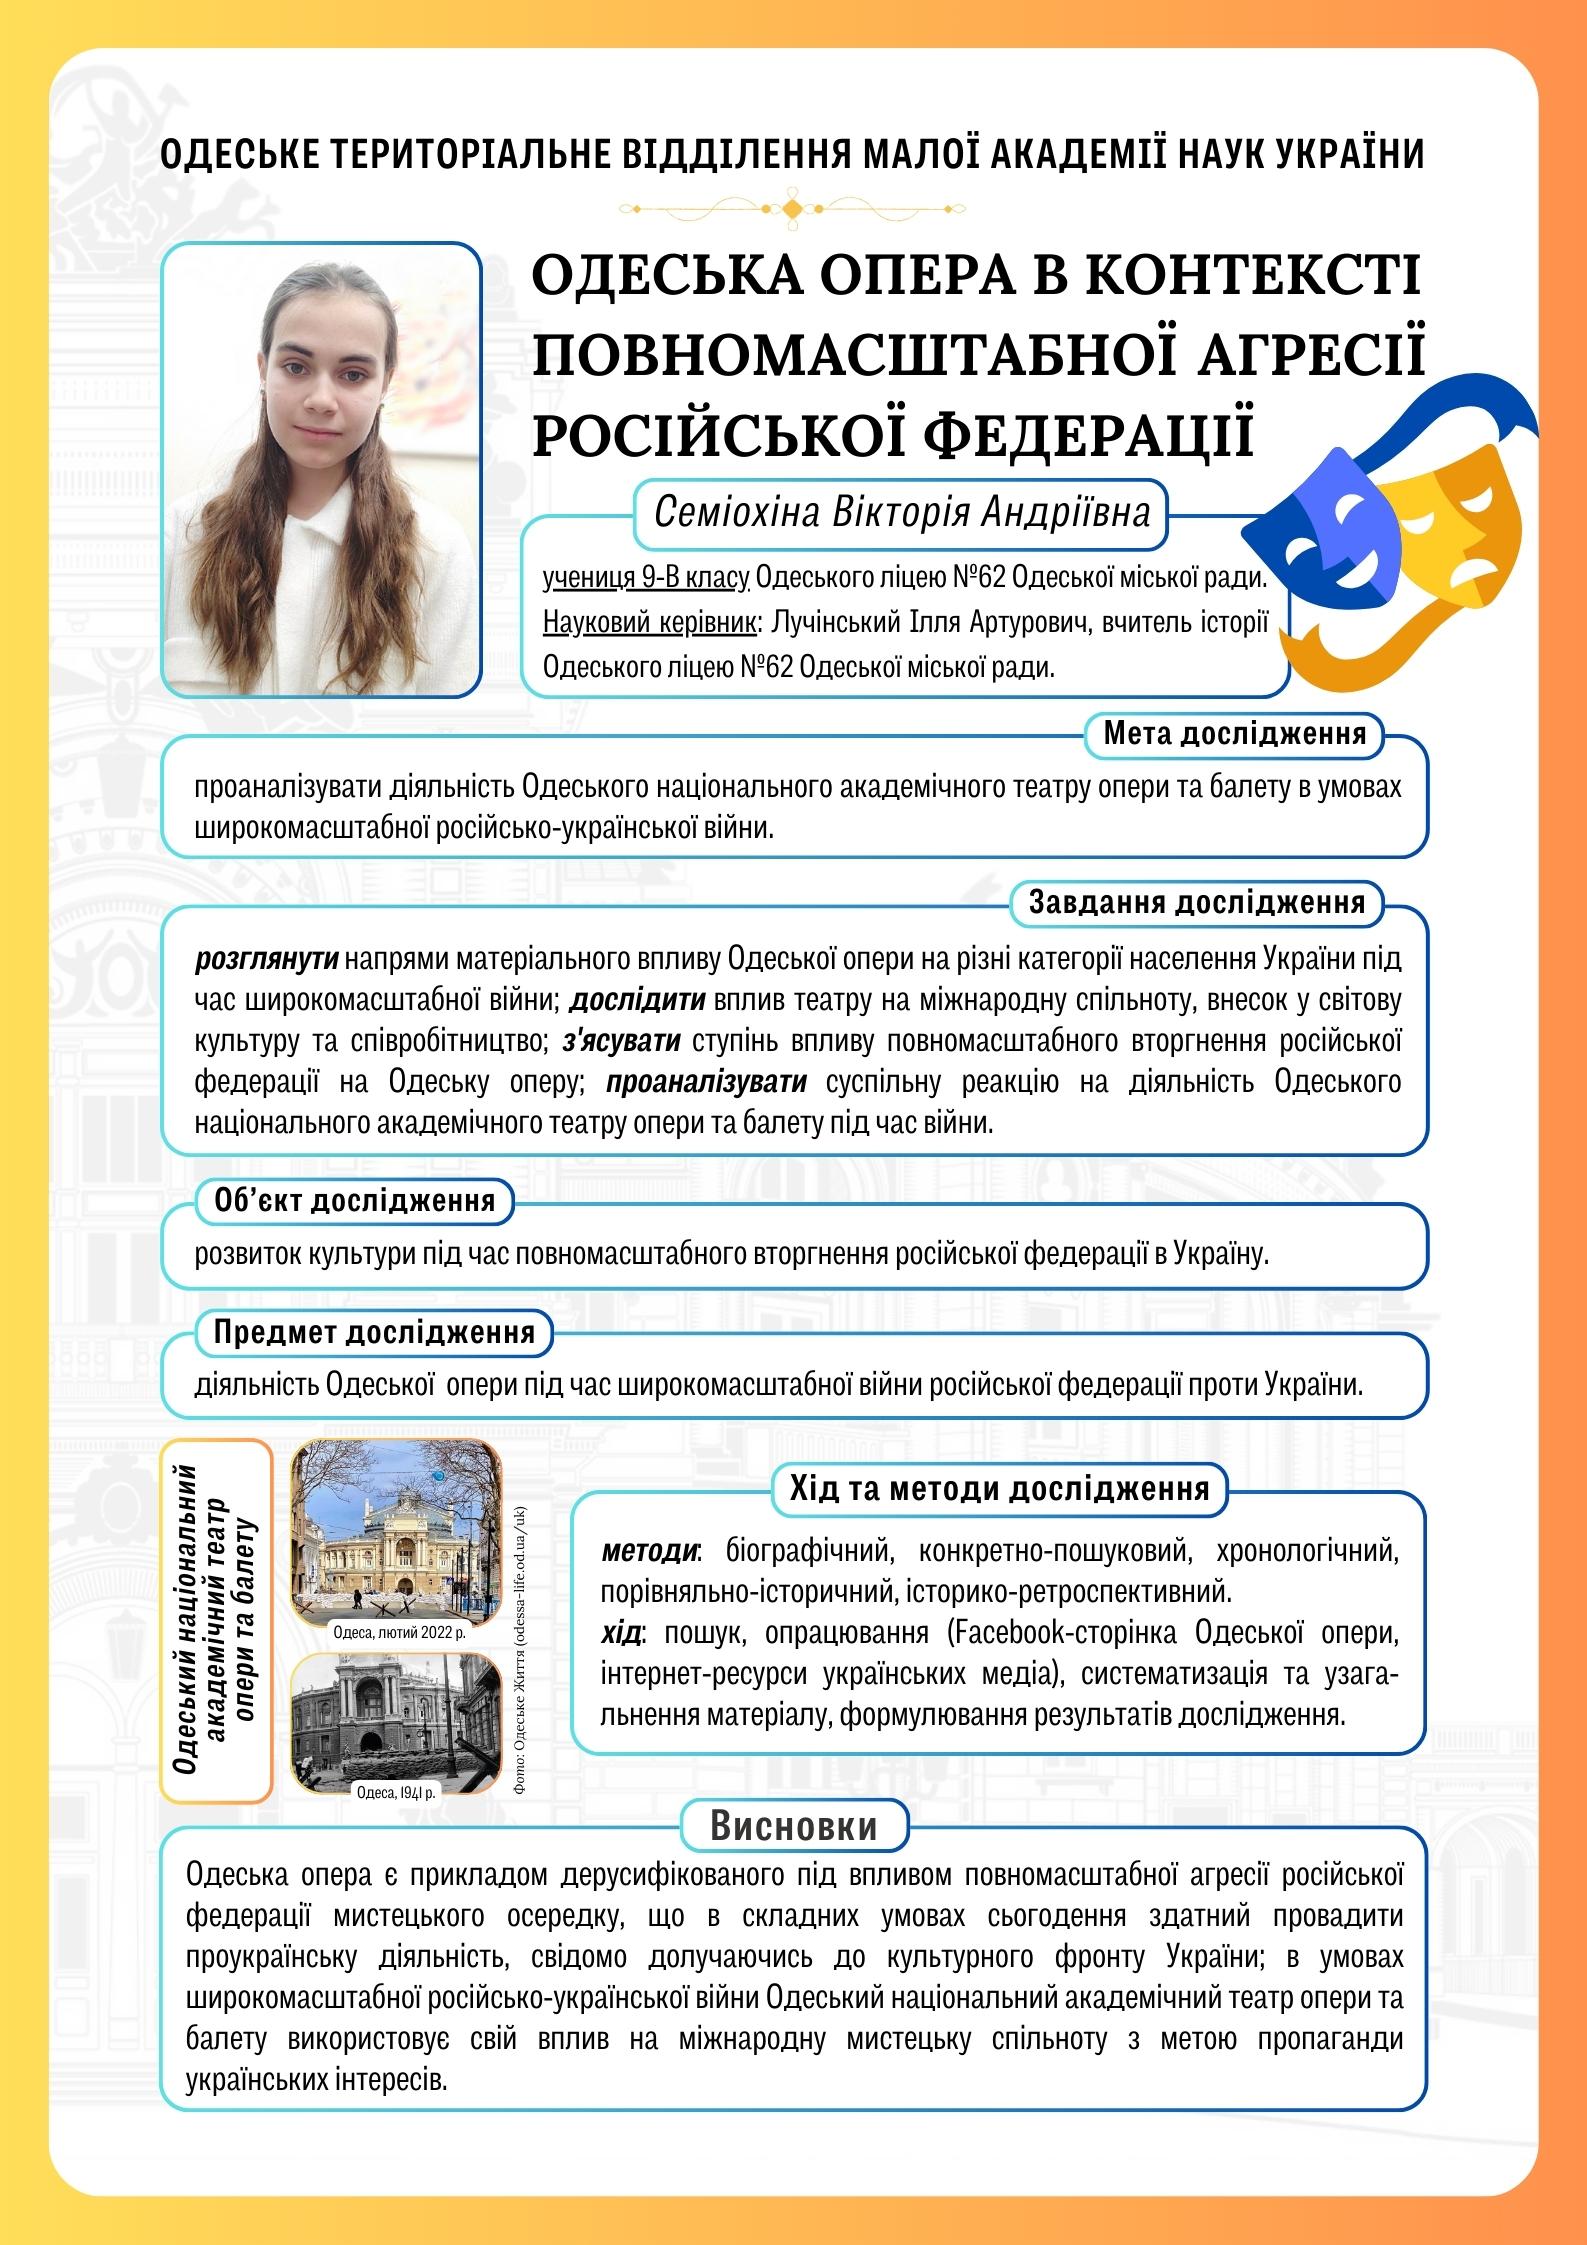 ОДЕСЬКЕ ТЕРИТОРІАЛЬНЕ ВІДДІЛЕННЯ МАЛОЇ АКАДЕМІЇ НАУК УКРАЇНИ
ОДЕСЬКА ОПЕРА В КОНТЕКСТІ
ПОВНОМАСШТАБНОЇ АГРЕСІЇ
РОСІЙСЬКОЇ ФЕДЕРАЦІЇ
Семіохіна Вікторія Андріївна
учениця 9-В класу Одеського ліцею №62 Одеської міської ради.
Науковий керівник: Лучінський Ілля Артурович, вчитель історії
Одеського ліцею №62 Одеської міської ради.
Мета дослідження
проаналізувати діяльність Одеського національного академічного театру опери та балету в умовах
широкомасштабної російсько-української війни.
Завдання дослідження
розглянути напрями матеріального впливу Одеської опери на різні категорії населення України під
час широкомасштабної війни; дослідити вплив театру на міжнародну спільноту, внесок у світову
культуру та співробітництво; з'ясувати ступінь впливу повномасштабного вторгнення російської
федерації на Одеську оперу; проаналізувати суспільну реакцію на діяльність Одеського
національного академічного театру опери та балету під час війни.
Об’єкт дослідження
розвиток культури під час повномасштабного вторгнення російської федерації в Україну.
Предмет дослідження
діяльність Одеської опери під час широкомасштабної війни російської федерації проти України.
Одеський національний
академічний театр
опери та балету
Одеса, лютий 2022 р.
Одеса, 1941 р.
Фото: Одеське Життя (odessa-life.od.ua/uk)
Хід та методи дослідження
методи: біографічний, конкретно-пошуковий, хронологічний,
порівняльно-історичний, історико-ретроспективний.
хід: пошук, опрацювання (Facebook-сторінка Одеської опери,
інтернет-ресурси українських медіа), систематизація та узага-
льнення матеріалу, формулювання результатів дослідження.
Висновки
Одеська опера є прикладом дерусифікованого під впливом повномасштабної агресії російської
федерації мистецького осередку, що в складних умовах сьогодення здатний провадити
проукраїнську діяльність, свідомо долучаючись до культурного фронту України; в умовах
широкомасштабної російсько-української війни Одеський національний академічний театр опери та
балету використовує свій вплив на міжнародну мистецьку спільноту з метою пропаганди
українських інтересів.